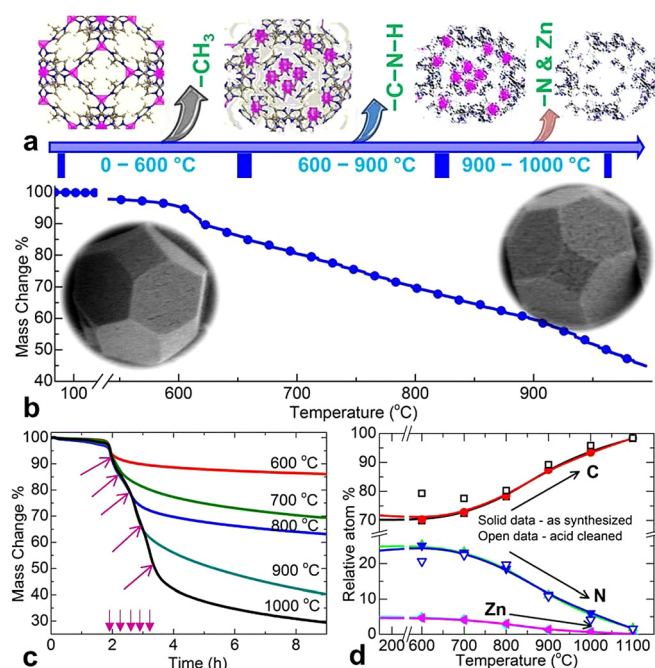 –CH3
–C–N–H
–N & Zn
a
0 – 600 °C
600 – 900 °C
900 – 1000 °C
Mass Change %
100
90
80
70
60
50
40
100
600
700
800
900
Temperature (°C)
b
Mass Change %
100
90
80
70
60
50
40
30
600 °C
700 °C
800 °C
900 °C
1000 °C
0
2
4
6
8
Time (h)
c
Relative atom %
100
90
80
70
25
0
C
Solid data - as synthesized
Open data - acid cleaned
N
Zn
200
600
700
800
900
1000
1100
Temperature (°C)
d